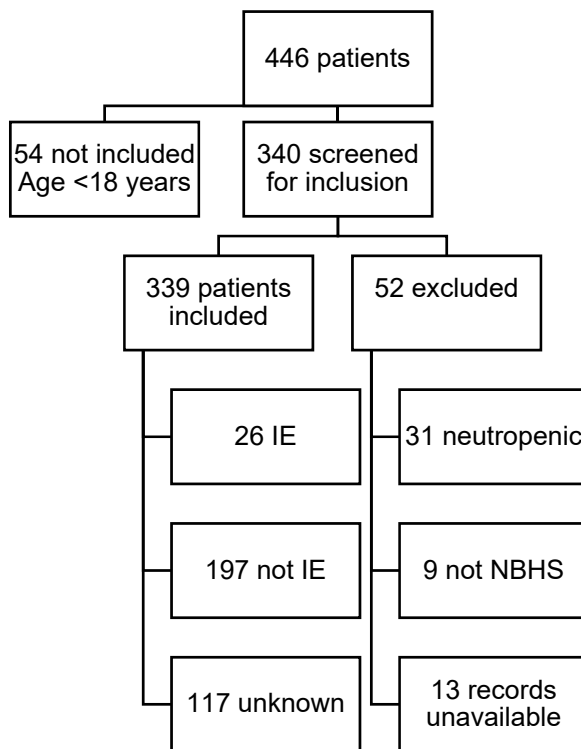 446 patients
54 not included
Age <18 years
340 screened
for inclusion
339 patients
included
52 excluded
26 IE
31 neutropenic
197 not IE
9 not NBHS
117 unknown
13 records
unavailable